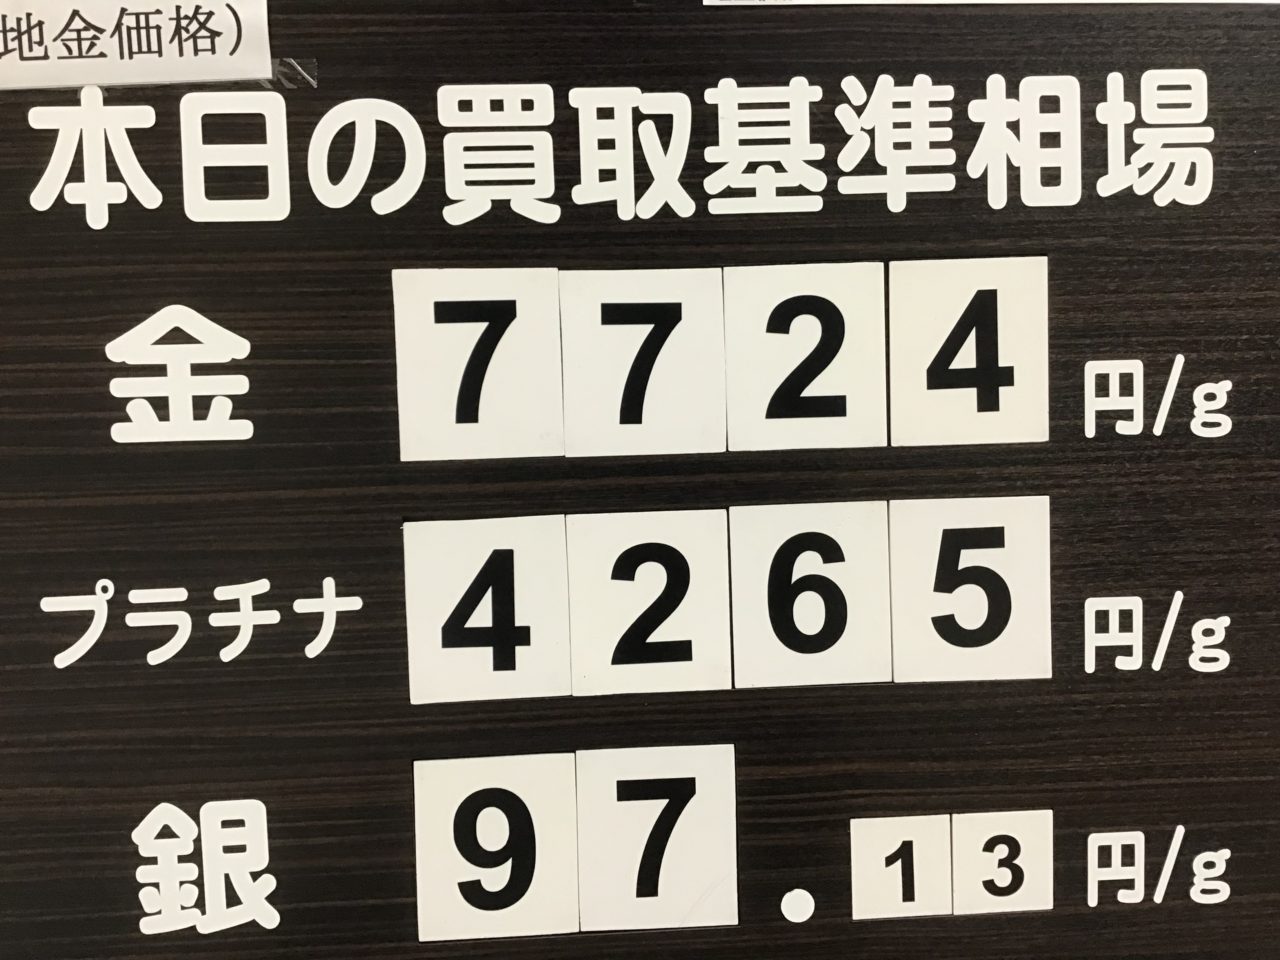 地金価格）
本日の買取基準相場
金 7724 円/g
プラチナ 4265 円/g
銀 97.13 円/g